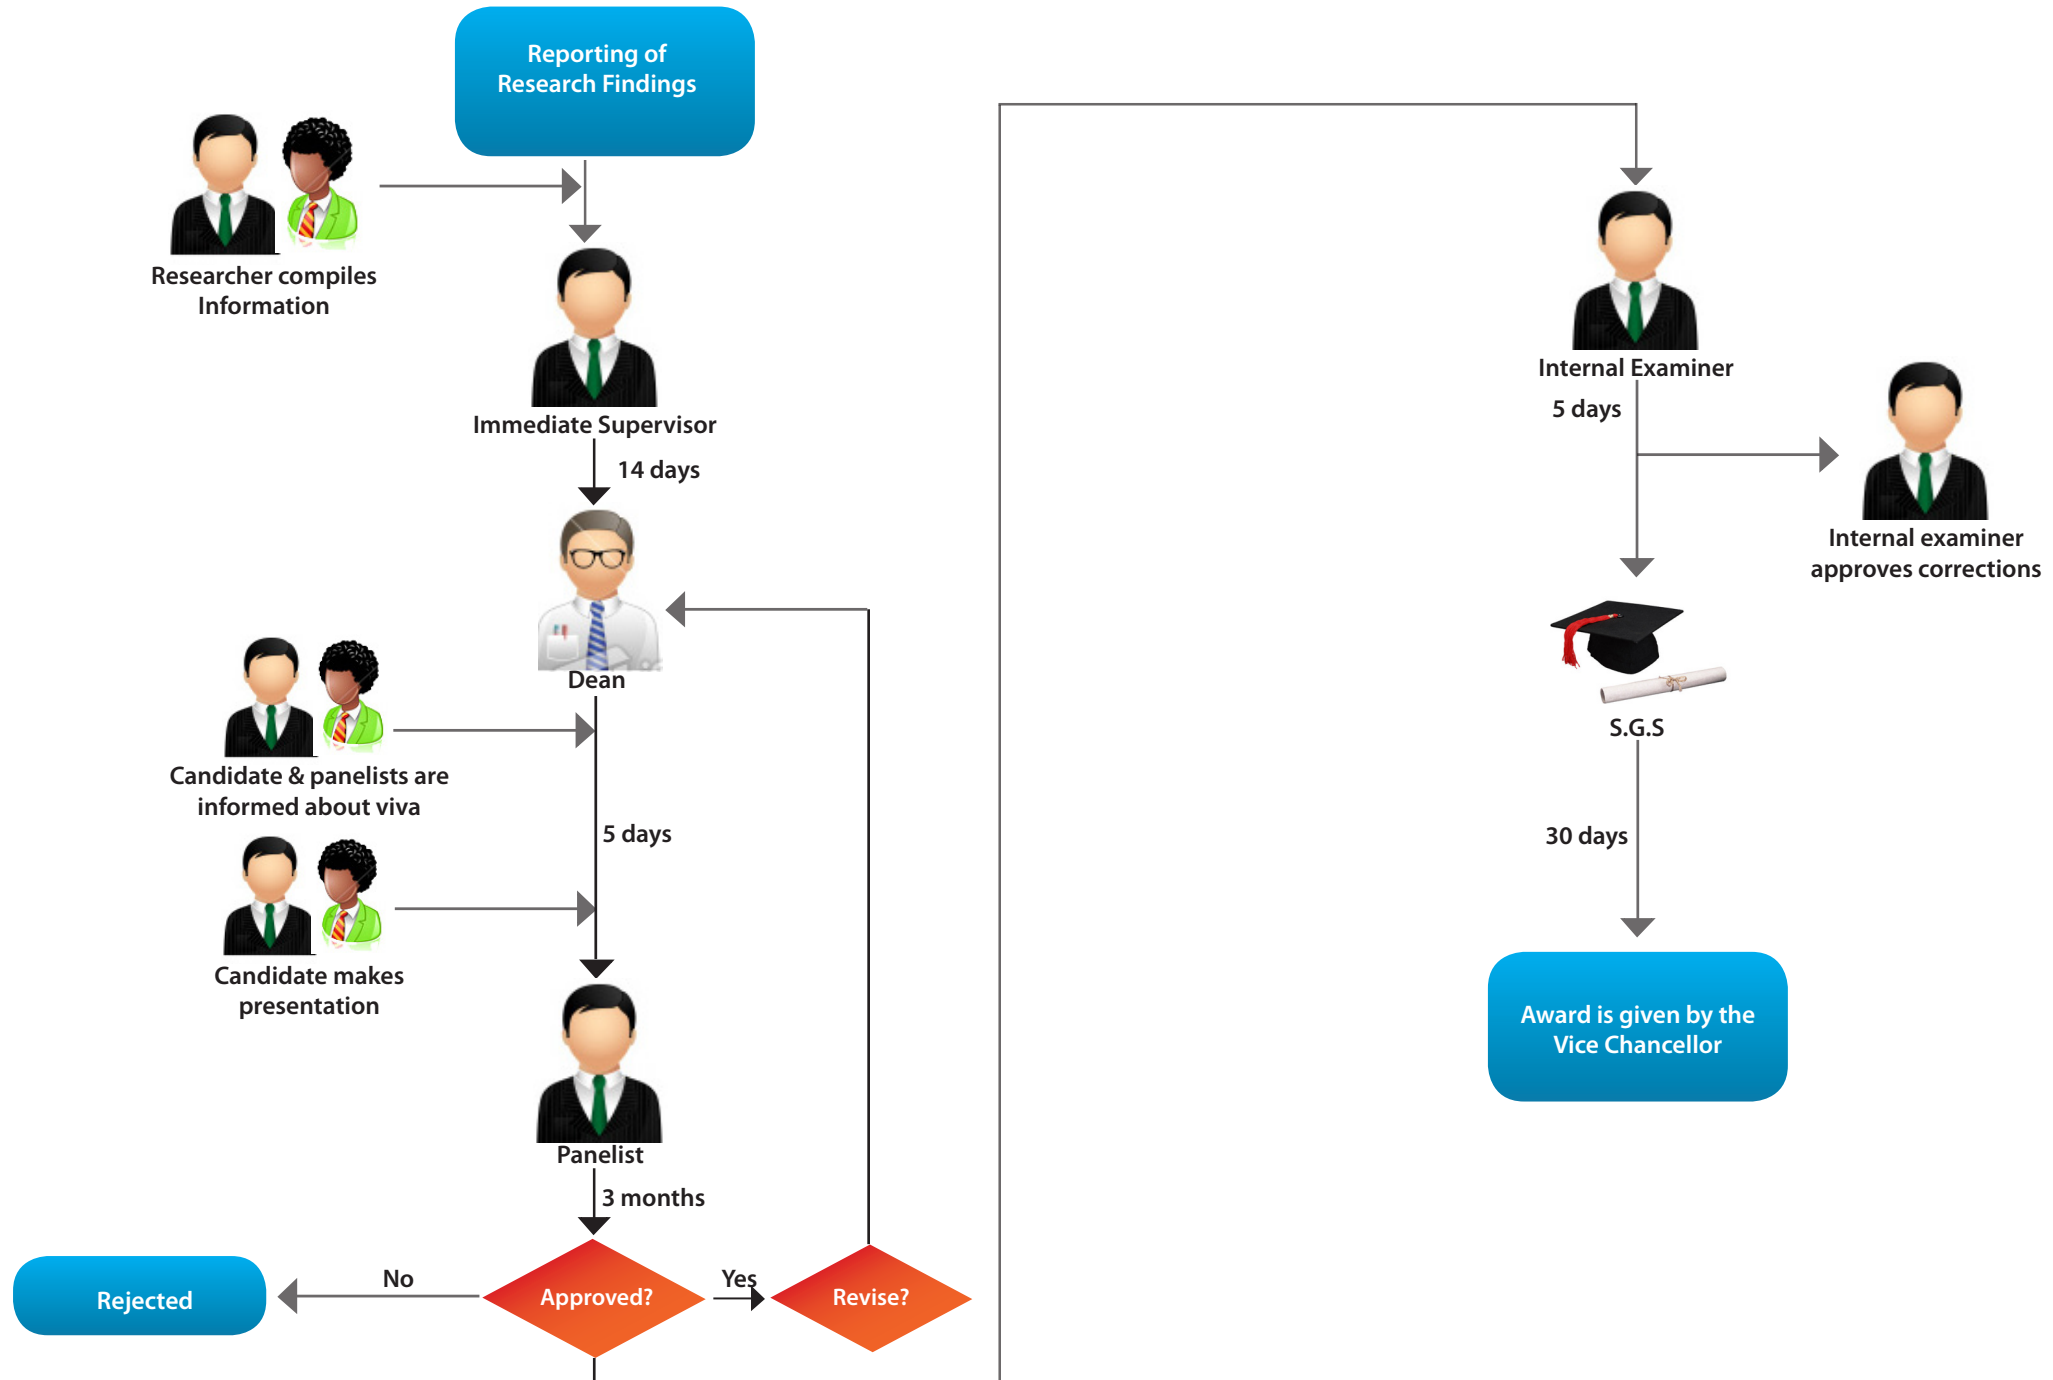 Reporting of
Research Findings
Researcher compiles
Information
Immediate Supervisor
14 days
Dean
Candidate & panelists are
informed about viva
5 days
Candidate makes
presentation
Panelist
3 months
Approved?
No
Rejected
Yes
Revise?
Internal Examiner
5 days
Internal examiner
approves corrections
S.G.S
30 days
Award is given by the
Vice Chancellor